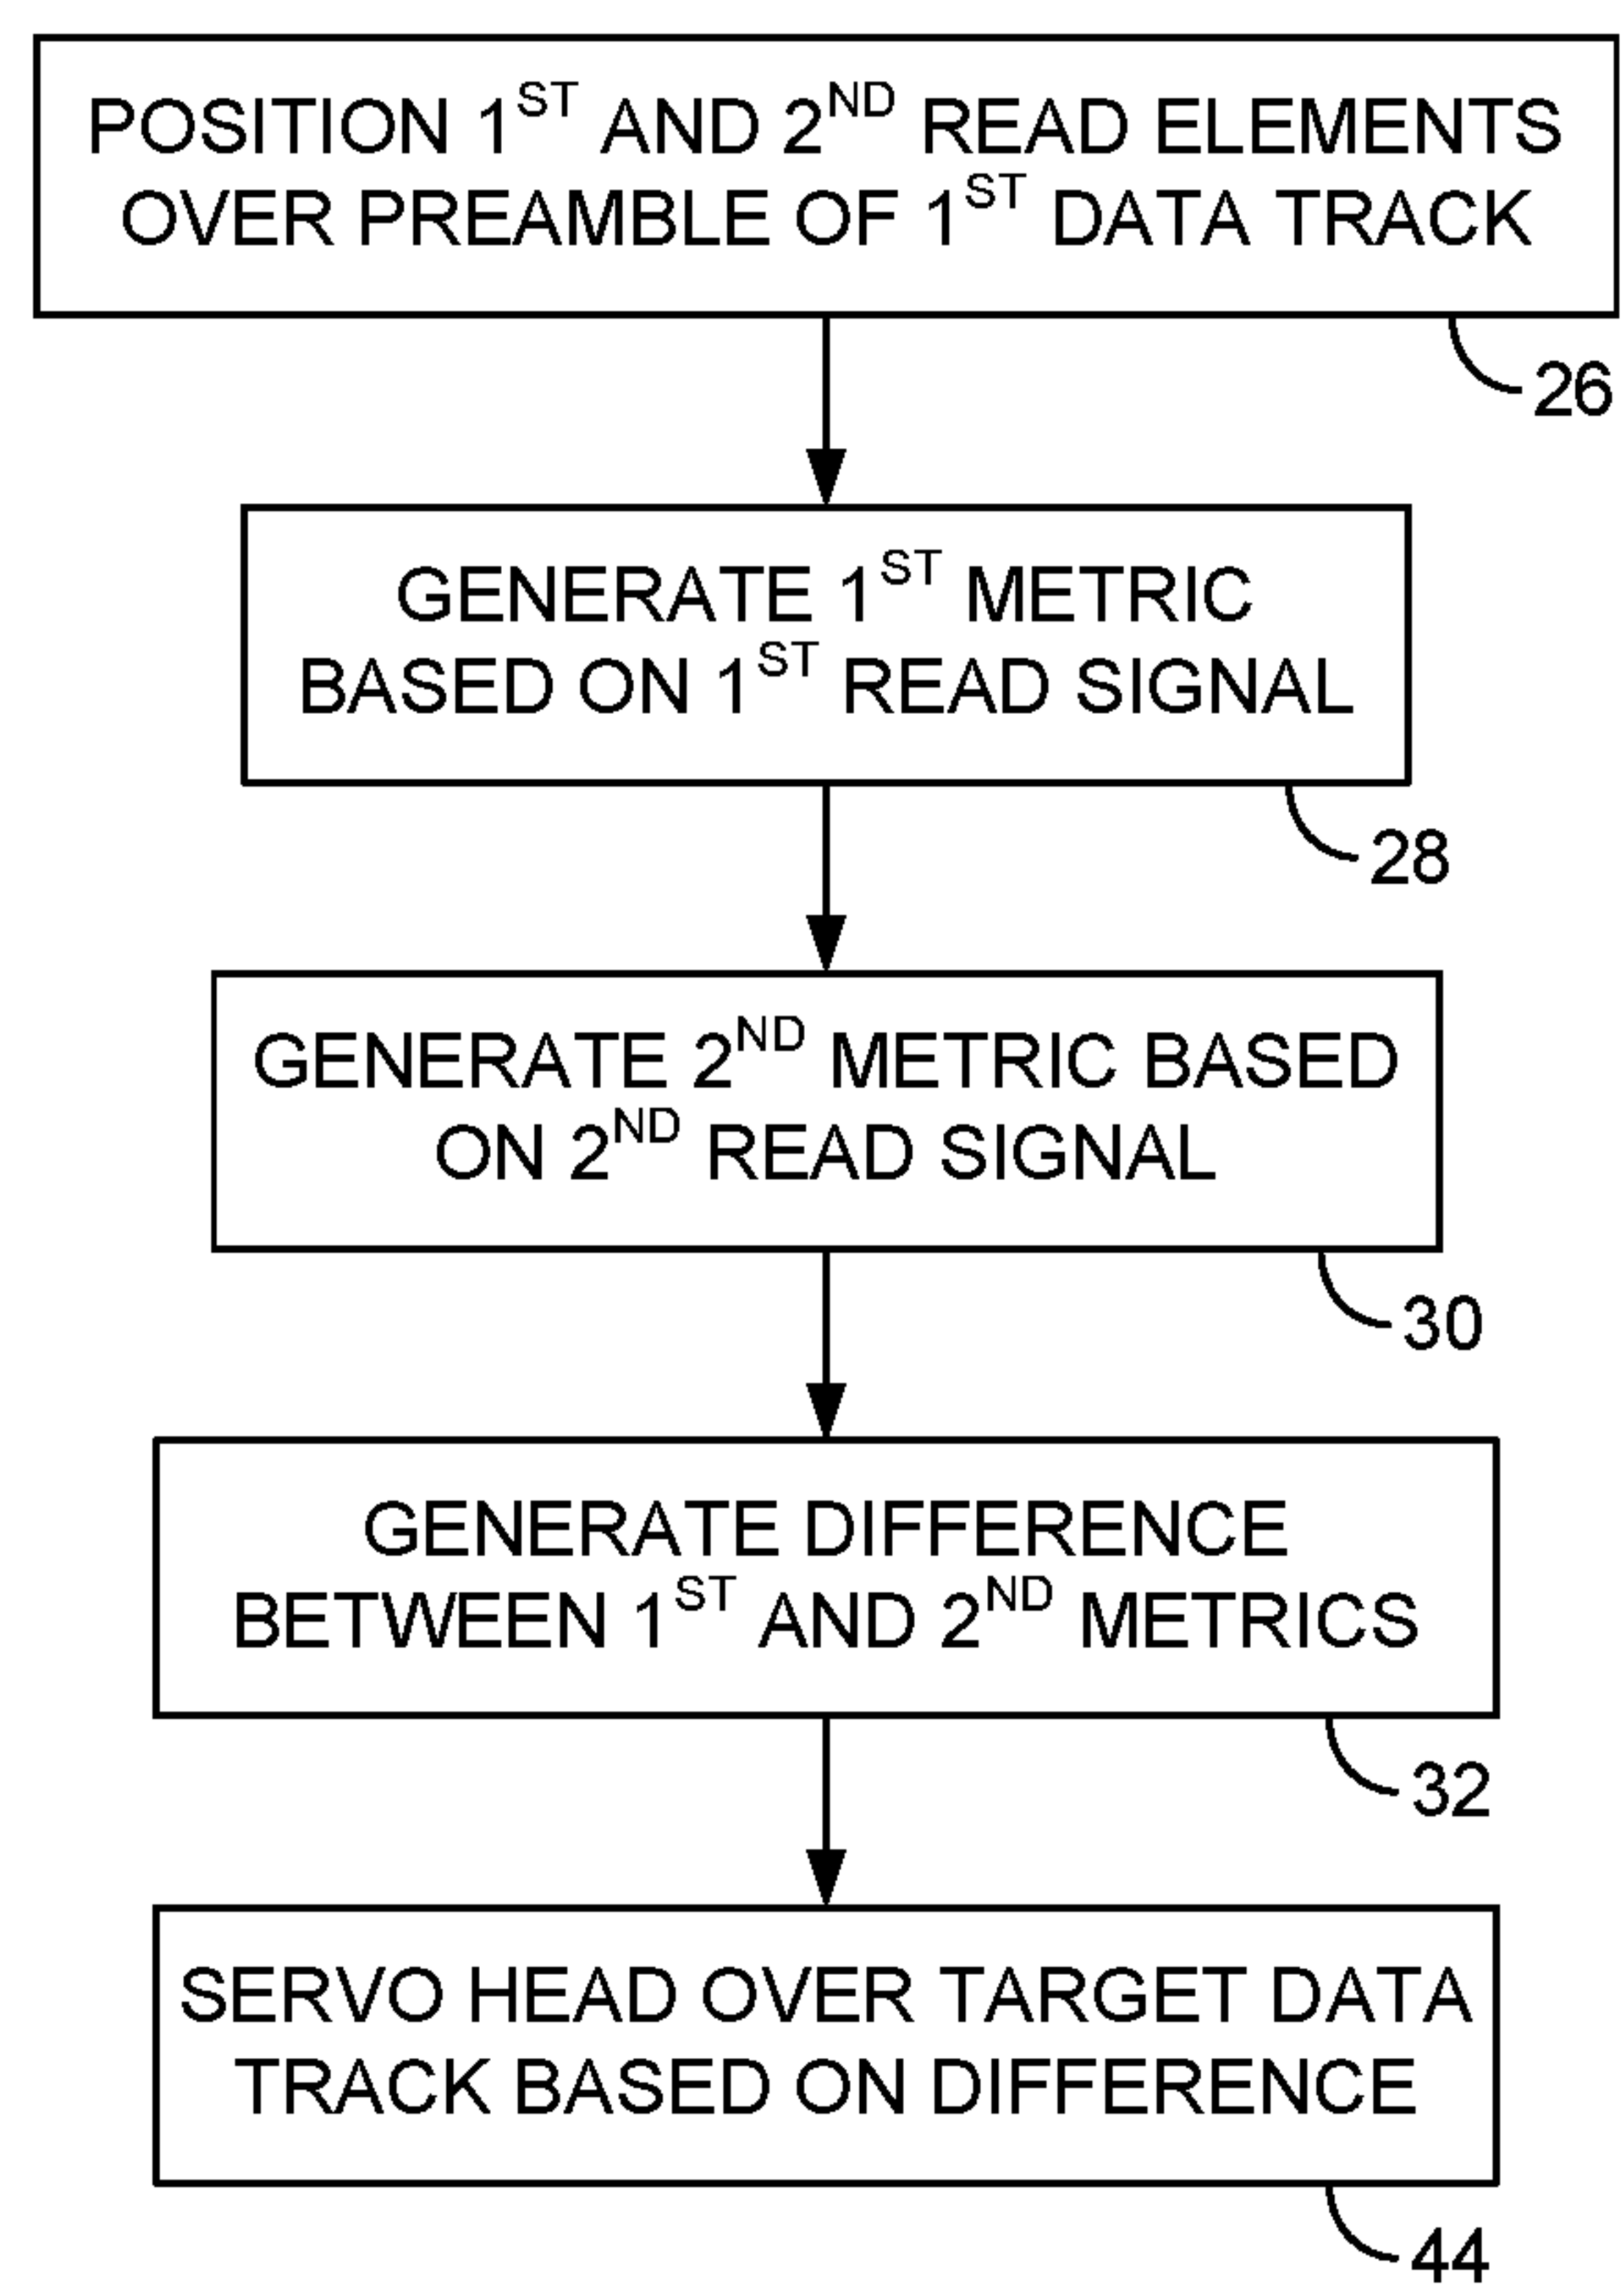 POSITION 1ST AND 2ND READ ELEMENTS
OVER PREAMBLE OF 1ST DATA TRACK
26
GENERATE 1ST METRIC
BASED ON 1ST READ SIGNAL
28
GENERATE 2ND METRIC BASED
ON 2ND READ SIGNAL
30
GENERATE DIFFERENCE
BETWEEN 1ST AND 2ND METRICS
32
SERVO HEAD OVER TARGET DATA
TRACK BASED ON DIFFERENCE
44